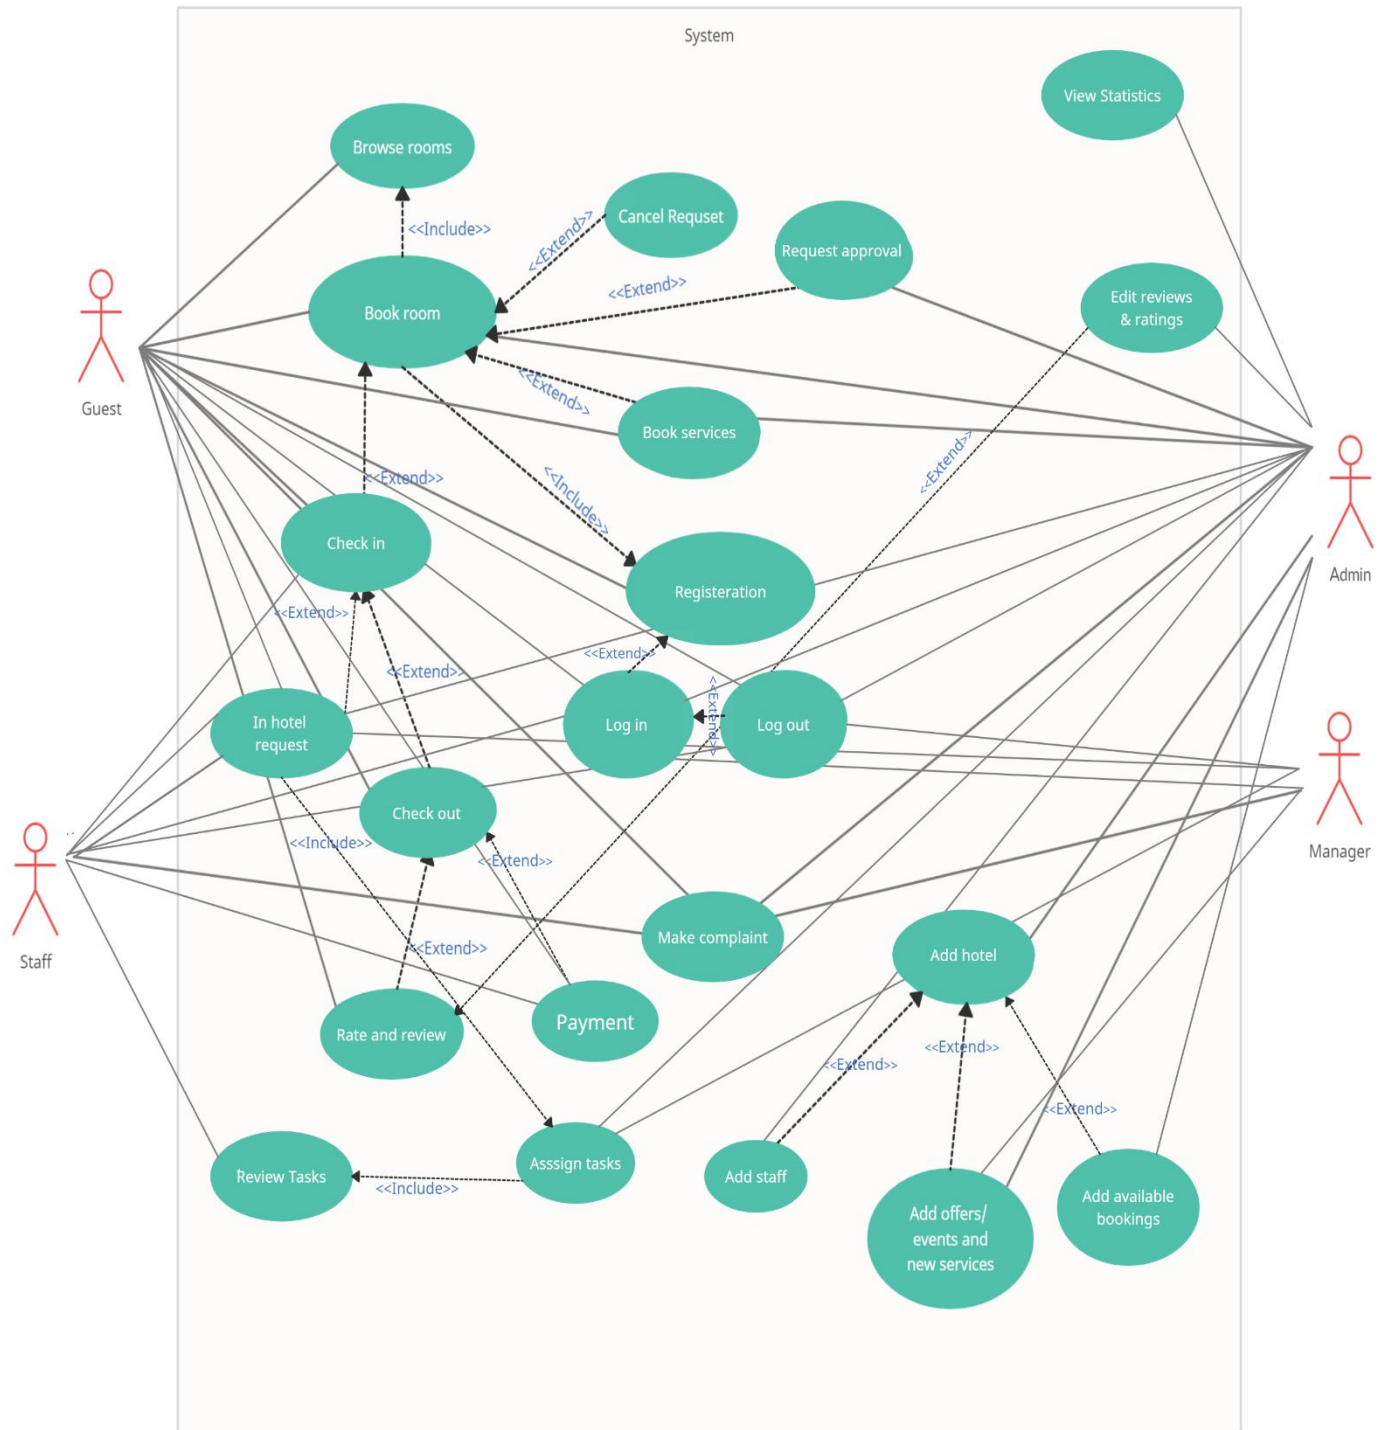 System
View Statistics
Browse rooms
Cancel Requset
<<Include>>
<<Extend>>
Request approval
<<Extend>>
Edit reviews
& ratings
Book room
Guest
<<Extend>>
Book services
<<Extend>>
<<Extend>>
<<Include>>
Check in
Registeration
Admin
<<Extend>>
<<Extend>>
<<Extend>>
<<Extend>>
In hotel
request
Log in
Log out
Check out
<<Include>>
<<Extend>>
Manager
Staff
Make complaint
<<Extend>>
Add hotel
Rate and review
Payment
<<Extend>>
<<Extend>>
<<Extend>>
Review Tasks
<<Include>>
Asssign tasks
Add staff
Add offers/
events and
new services
Add available
bookings